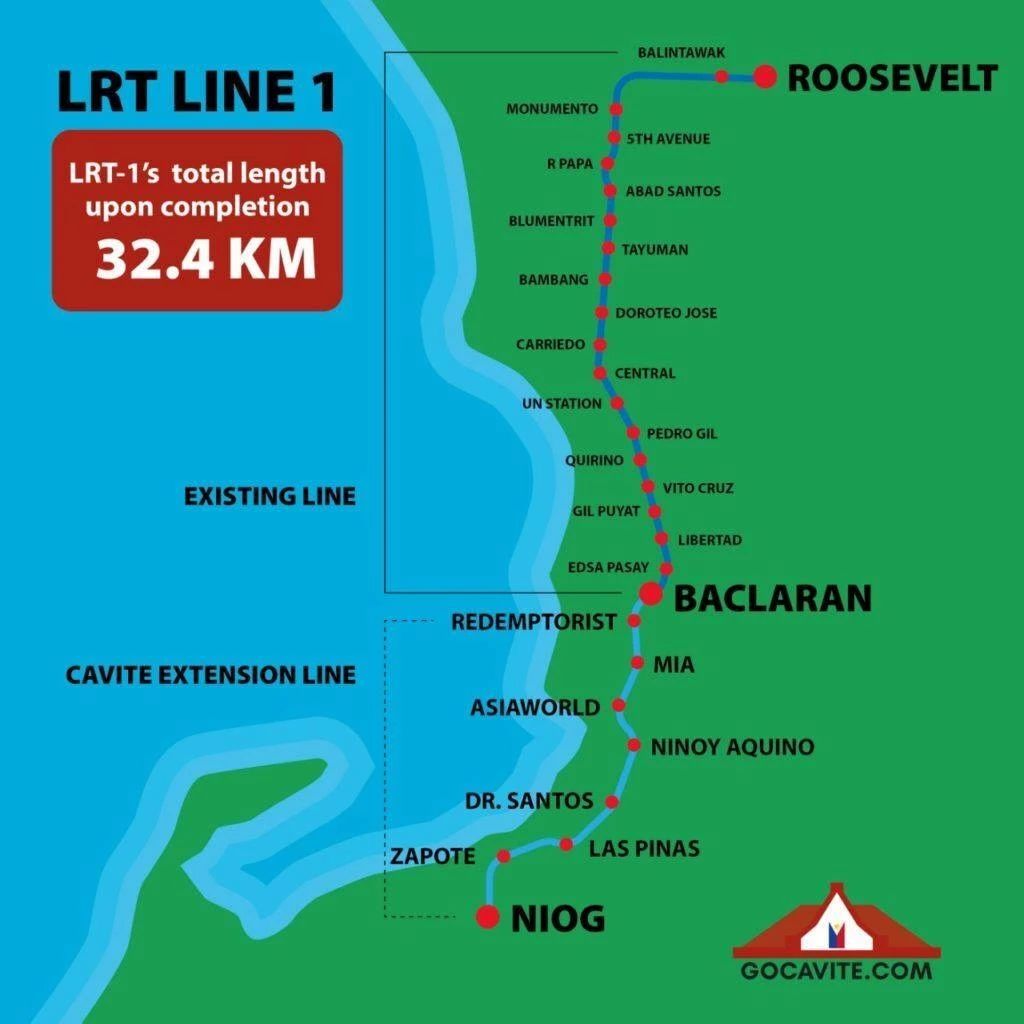 LRT LINE 1
LRT-1's total length
upon completion
32.4 KM
BALINTAWAK
ROOSEVELT
MONUMENTO
5TH AVENUE
R PAPA
ABAD SANTOS
BLUMENTRIT
TAYUMAN
BAMBANG
DOROTEO JOSE
CARRIEDO
CENTRAL
UN STATION
PEDRO GIL
QUIRINO
VITO CRUZ
GIL PUYAT
LIBERTAD
EDSA PASAY
BACLARAN
EXISTING LINE
REDEMPTORIST
MIA
CAVITE EXTENSION LINE
ASIAWORLD
NINOY AQUINO
DR. SANTOS
LAS PINAS
ZAPOTE
NIOG
GOCAVITE.COM